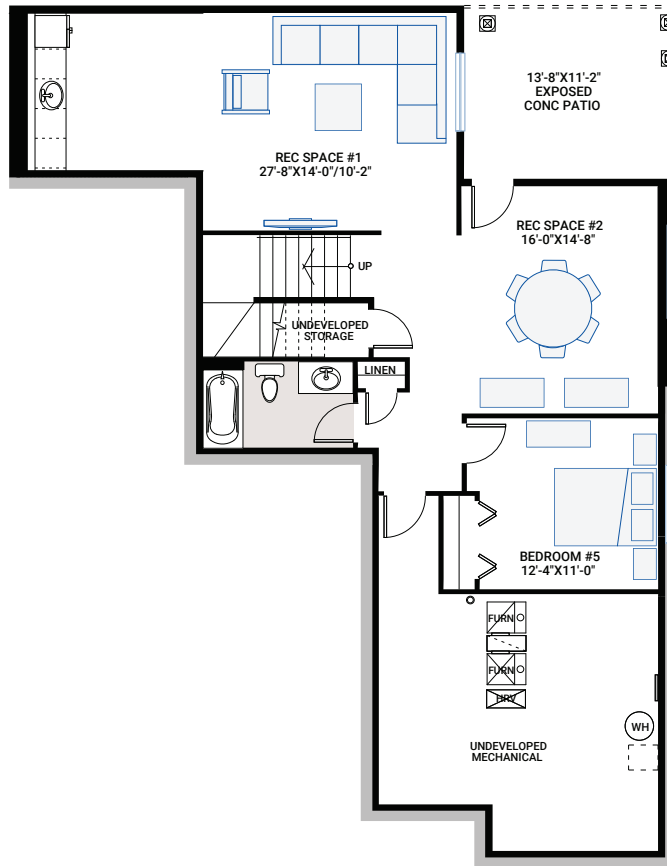 13'-8"X11'-2"
EXPOSED
CONC PATIO
REC SPACE #1
27'-8"X14'-0"/10'-2"
REC SPACE #2
16'-0"X14'-8"
UP
UNDEVELOPED
STORAGE
LINEN
BEDROOM #5
12'-4"X11'-0"
FURN
FURN
HRV
WH
UNDEVELOPED
MECHANICAL